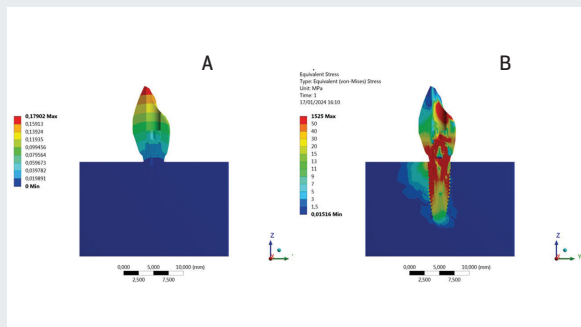 A
0,17902 Max
0,15913
0,13924
0,11935
0,099456
0,079564
0,059673
0,039782
0,019891
0 Min
Z
0,000
5,000
10,000 (mm)
2,500
7,500
B
Equivalent Stress
Type: Equivalent (von-Mises) Stress
Unit: MPa
Time: 1
17/01/2024 16:10
1525 Max
50
40
30
20
15
13
11
9
7
5
3
1,5
0,01516 Min
Z
Y
0,000
5,000
10,000 (mm)
2,500
7,500